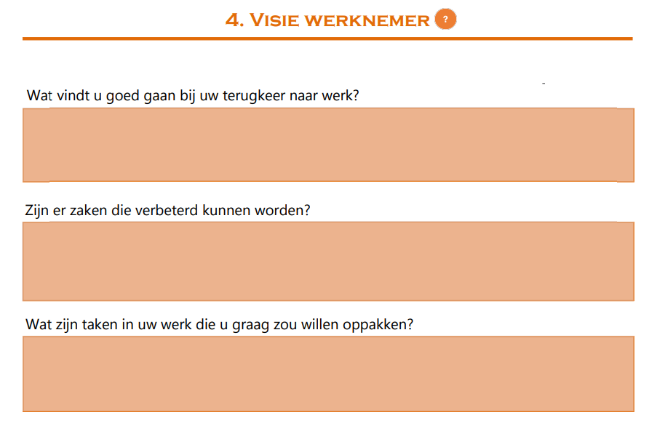 4. Visie werknemer ?
Wat vindt u goed gaan bij uw terugkeer naar werk?
Zijn er zaken die verbeterd kunnen worden?
Wat zijn taken in uw werk die u graag zou willen oppakken?